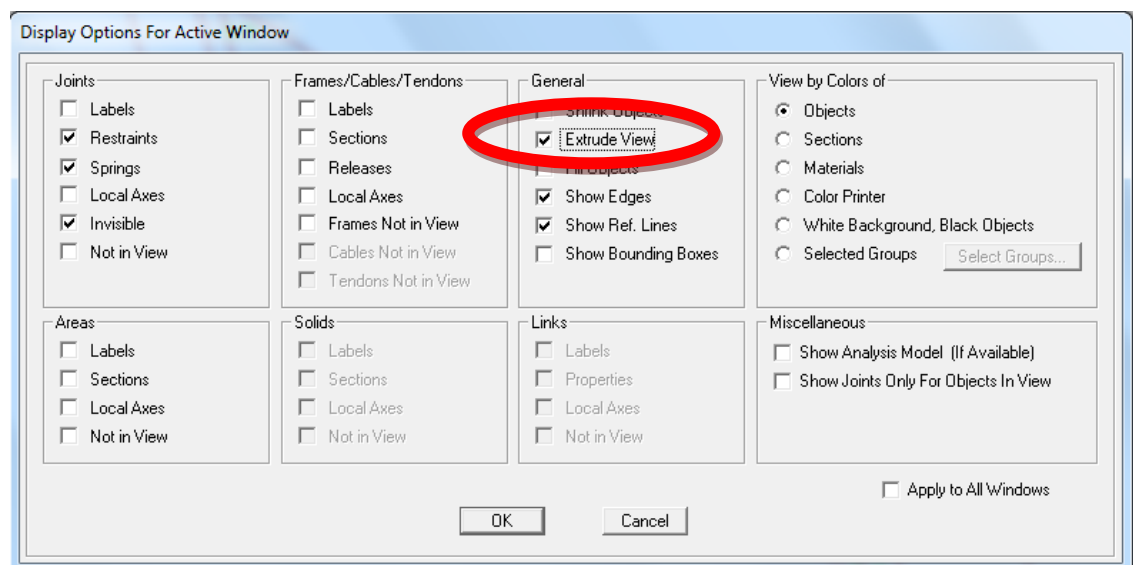 Display Options For Active Window
Joints
Labels
Restraints
Springs
Local Axes
Invisible
Not in View
Frames/Cables/Tendons
Labels
Sections
Releases
Local Axes
Frames Not in View
Cables Not in View
Tendons Not in View
General
Shrink Objects
Extrude View
Fill Objects
Show Edges
Show Ref. Lines
Show Bounding Boxes
View by Colors of
Objects
Sections
Materials
Color Printer
White Background, Black Objects
Selected Groups
Select Groups...
Areas
Labels
Sections
Local Axes
Not in View
Solids
Labels
Sections
Local Axes
Not in View
Links
Labels
Properties
Local Axes
Not in View
Miscellaneous
Show Analysis Model (If Available)
Show Joints Only For Objects In View
Apply to All Windows
OK
Cancel